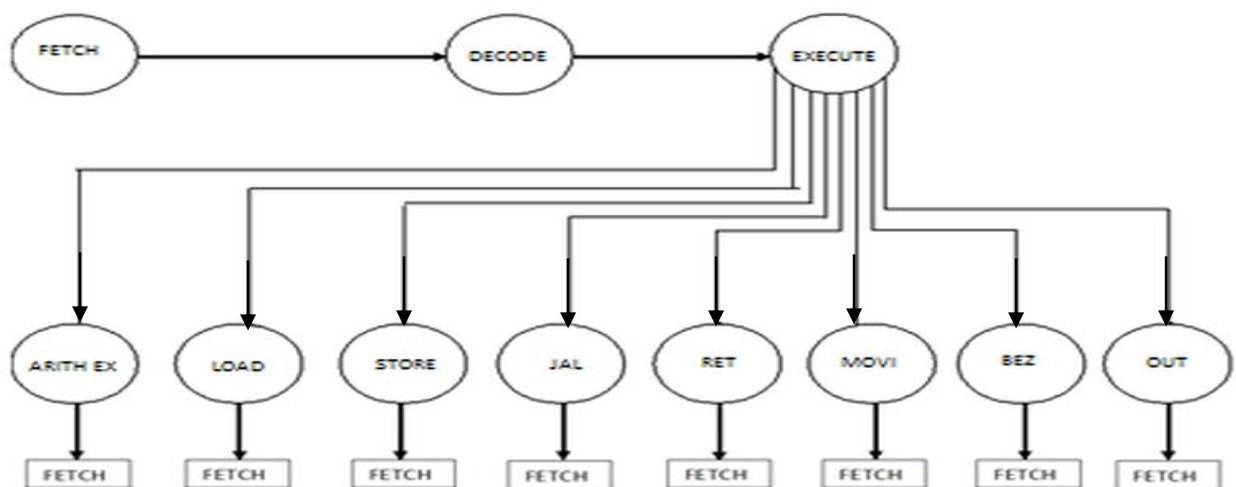 FETCH
DECODE
EXECUTE
ARITH EX
LOAD
STORE
JAL
RET
MOVI
BEZ
OUT
FETCH
FETCH
FETCH
FETCH
FETCH
FETCH
FETCH
FETCH